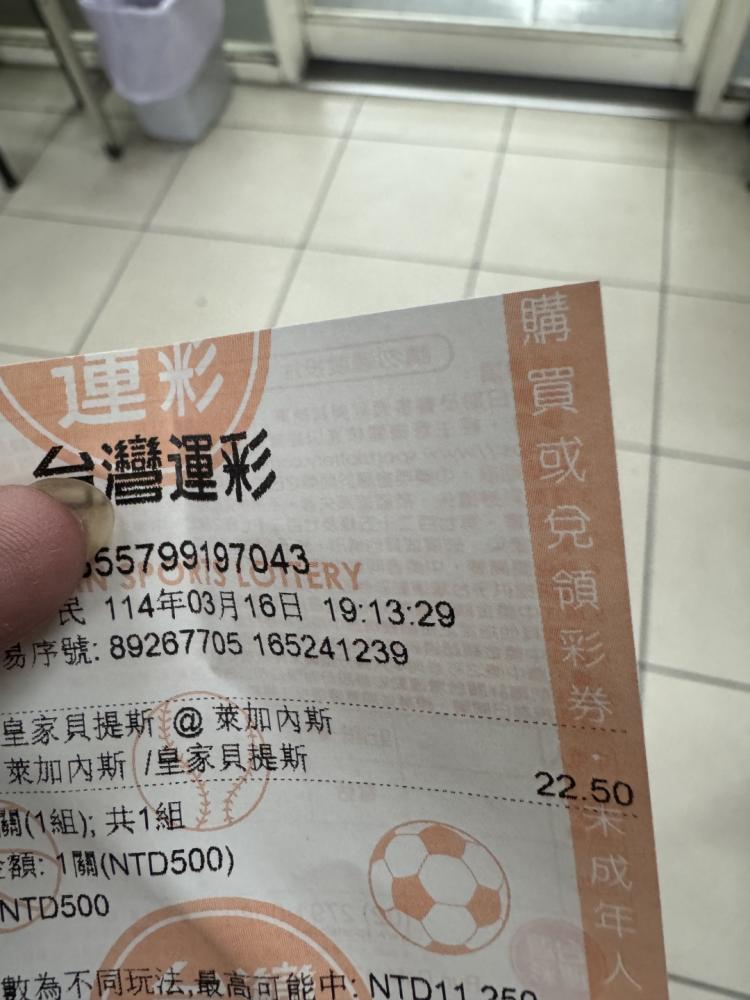 運彩
台灣運彩
55799197043
SPORTS LOTTERY
民 114年03月16日 19:13:29
易序號: 89267705 165241239
皇家貝提斯 @ 萊加內斯
萊加內斯 /皇家貝提斯
22.50
關(1組); 共1組
金額: 1關(NTD500)
NTD500
數為不同玩法,最高可能中: NTD11,250
購買或兌領彩券.未成年人